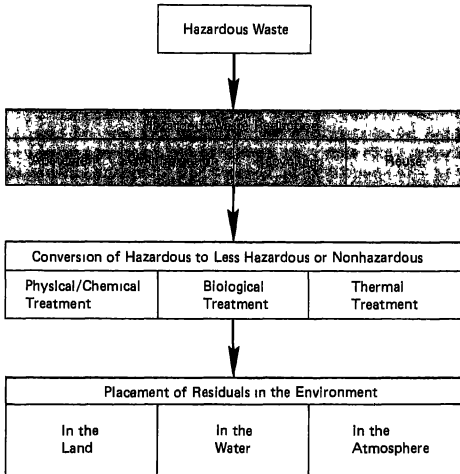 Hazardous Waste
Conversion of Hazardous to Less Hazardous or Nonhazardous
Physical/Chemical
Treatment
Biological
Treatment
Thermal
Treatment
Placement of Residuals in the Environment
In the
Land
In the
Water
In the
Atmosphere